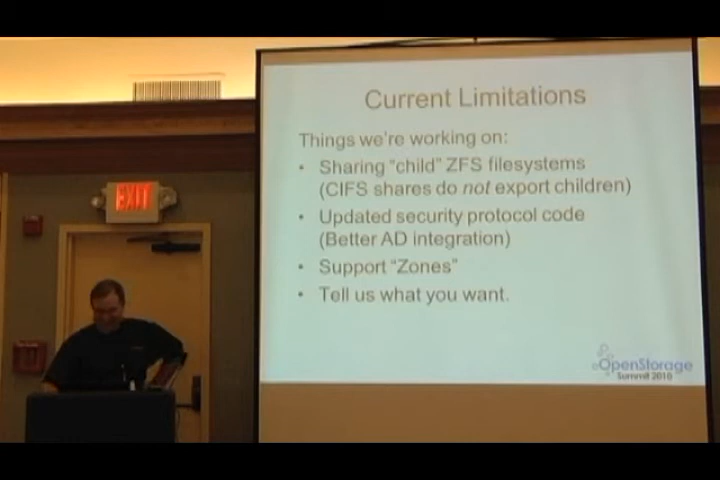 EXIT
Current Limitations
Things we're working on:
• Sharing "child" ZFS filesystems
(CIFS shares do not export children)
• Updated security protocol code
(Better AD integration)
• Support "Zones"
• Tell us what you want.
OpenStorage
Summit 2010